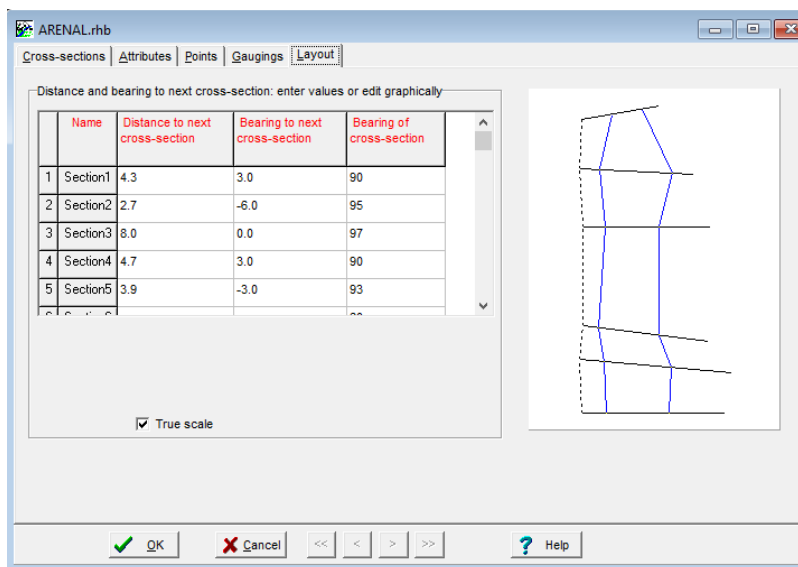 ARENAL.rhb
Cross-sections Attributes Points Gaugings Layout
Distance and bearing to next cross-section: enter values or edit graphically
Name Distance to next cross-section Bearing to next cross-section Bearing of cross-section
1 Section1 4.3 3.0 90
2 Section2 2.7 -6.0 95
3 Section3 8.0 0.0 97
4 Section4 4.7 3.0 90
5 Section5 3.9 -3.0 93
True scale
OK Cancel << < > >> ? Help